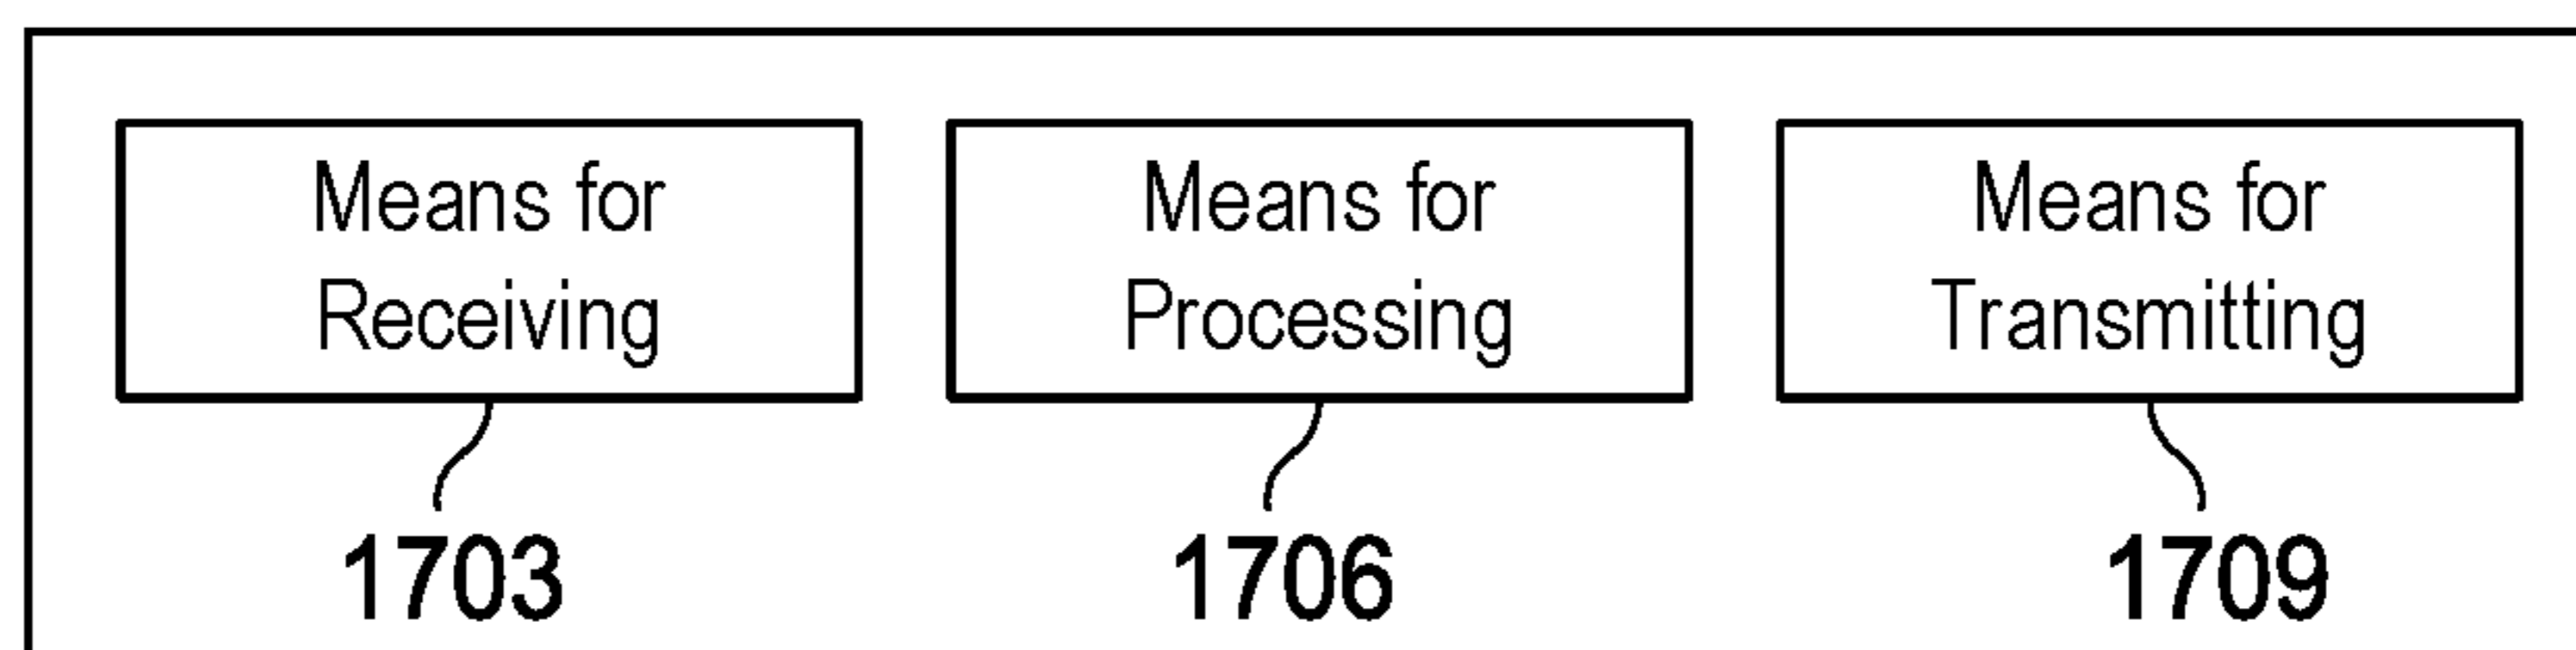 Means for
Receiving
Means for
Processing
Means for
Transmitting
1703
1706
1709